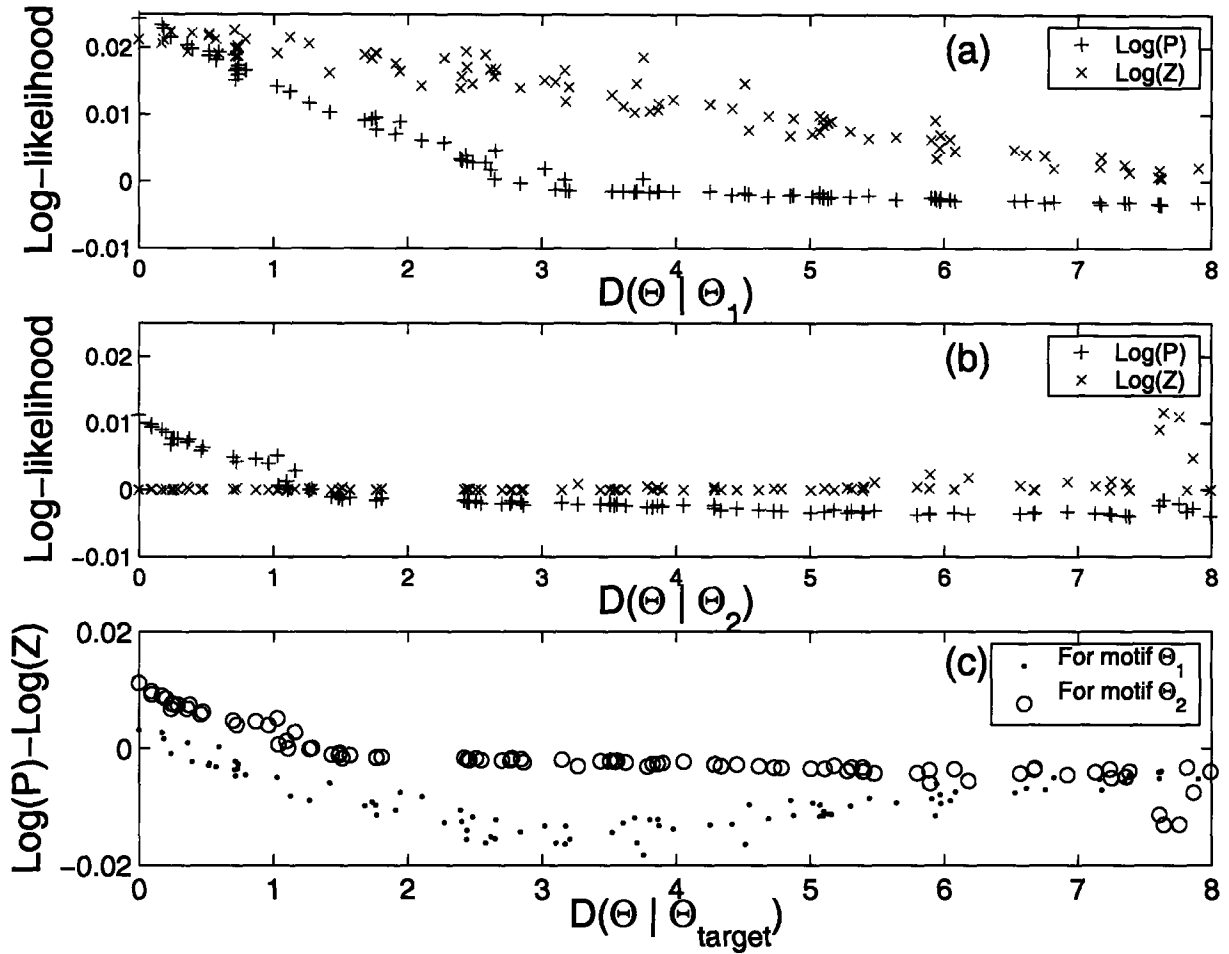 0.02
0.01
0
-0.01
Log-likelihood
(a)
Log(P)
Log(Z)
0 1 2 3 4 5 6 7 8
D(Θ | Θ1)
0.02
0.01
0
-0.01
Log-likelihood
(b)
Log(P)
Log(Z)
0 1 2 3 4 5 6 7 8
D(Θ | Θ2)
0.02
0
-0.02
Log(P)-Log(Z)
(c)
For motif Θ1
For motif Θ2
0 1 2 3 4 5 6 7 8
D(Θ | Θtarget)